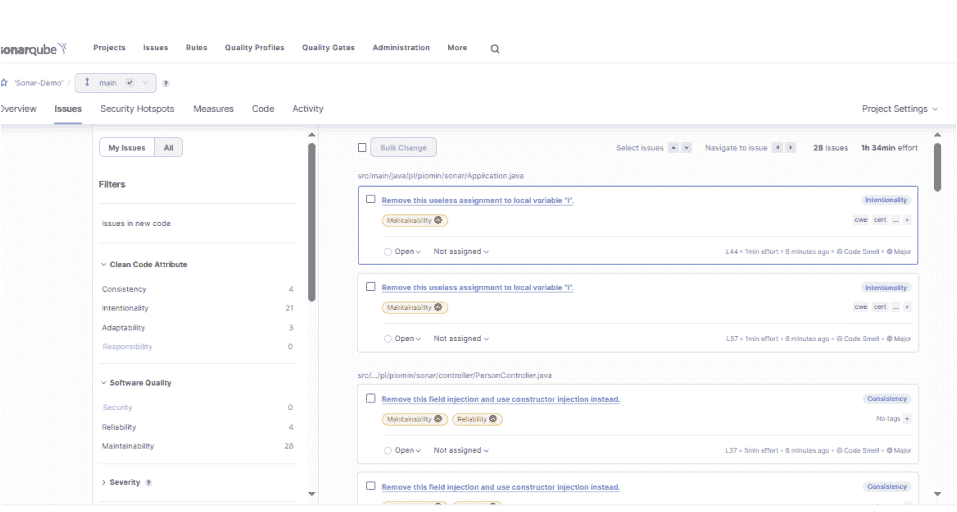 sonarqube
Projects Issues Rules Quality Profiles Quality Gates Administration More
'Sonar-Demo' / main
Overview Issues Security Hotspots Measures Code Activity Project Settings
My Issues All
Bulk Change
Select issues Navigate to issue 28 issues 1h 34min effort
Filters
Issues in new code
Clean Code Attribute
Consistency 4
Intentionality 21
Adaptability 3
Responsibility 0
Software Quality
Security 0
Reliability 4
Maintainability 28
Severity ?
src/main/java/pl/piomin/sonar/Application.java
Remove this useless assignment to local variable "i". Intentionality
Maintainability cwe cert ... +
Open Not assigned L44 • 1min effort • 6 minutes ago • Code Smell • Major
Remove this useless assignment to local variable "i". Intentionality
Maintainability cwe cert ... +
Open Not assigned L57 • 1min effort • 6 minutes ago • Code Smell • Major
src/.../pl/piomin/sonar/controller/PersonController.java
Remove this field injection and use constructor injection instead. Consistency
Maintainability Reliability No tags +
Open Not assigned L37 • 5min effort • 6 minutes ago • Code Smell • Major
Remove this field injection and use constructor injection instead. Consistency